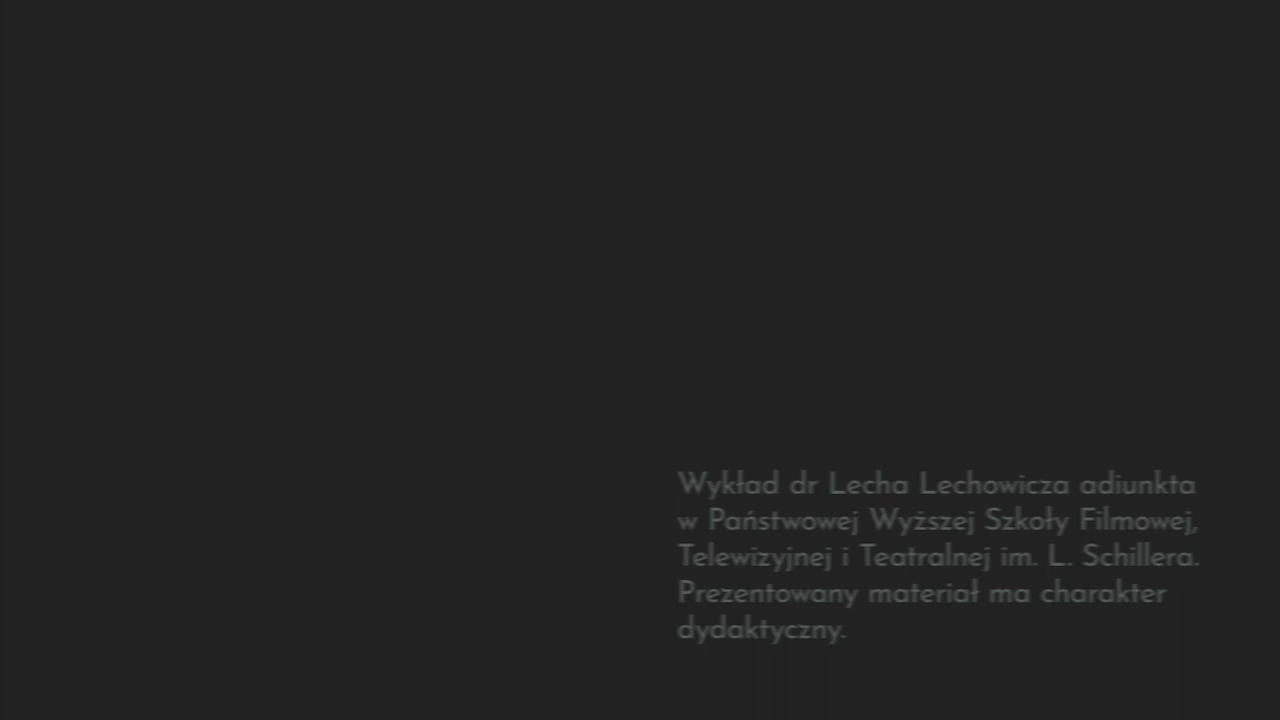 Wykład dr Lecha Lechowicza adiunkta
w Państwowej Wyższej Szkoły Filmowej,
Telewizyjnej i Teatralnej im. L. Schillera.
Prezentowany materiał ma charakter
dydaktyczny.